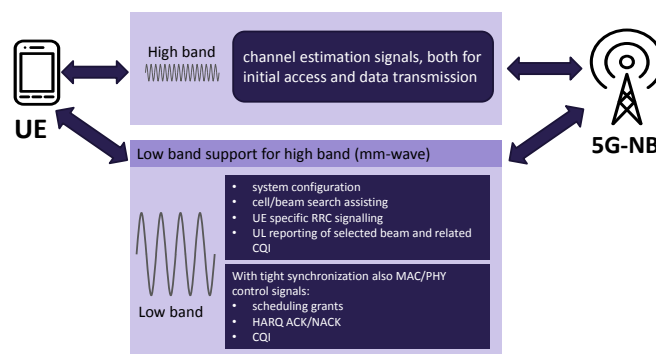 High band
channel estimation signals, both for
initial access and data transmission
UE
5G-NB
Low band support for high band (mm-wave)
• system configuration
• cell/beam search assisting
• UE specific RRC signalling
• UL reporting of selected beam and related
CQI
With tight synchronization also MAC/PHY
control signals:
• scheduling grants
• HARQ ACK/NACK
• CQI
Low band